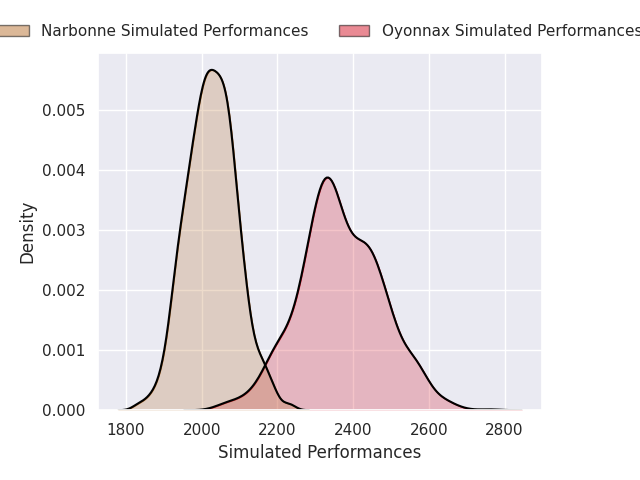 Narbonne Simulated Performances Oyonnax Simulated Performances
0.005
0.004
0.003
0.002
0.001
0.000
Density
1800 2000 2200 2400 2600 2800
Simulated Performances